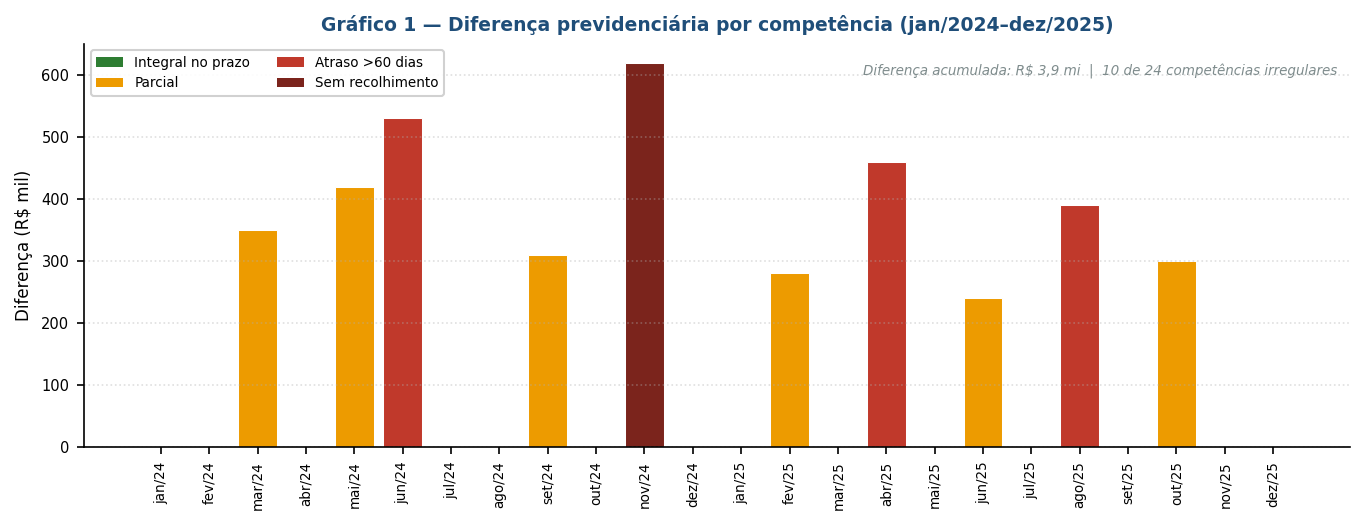 Gráfico 1 — Diferença previdenciária por competência (jan/2024–dez/2025)
Integral no prazo
Parcial
Atraso >60 dias
Sem recolhimento
Diferença acumulada: R$ 3,9 mi | 10 de 24 competências irregulares
Diferença (R$ mil)
600
500
400
300
200
100
0
jan/24
fev/24
mar/24
abr/24
mai/24
jun/24
jul/24
ago/24
set/24
out/24
nov/24
dez/24
jan/25
fev/25
mar/25
abr/25
mai/25
jun/25
jul/25
ago/25
set/25
out/25
nov/25
dez/25